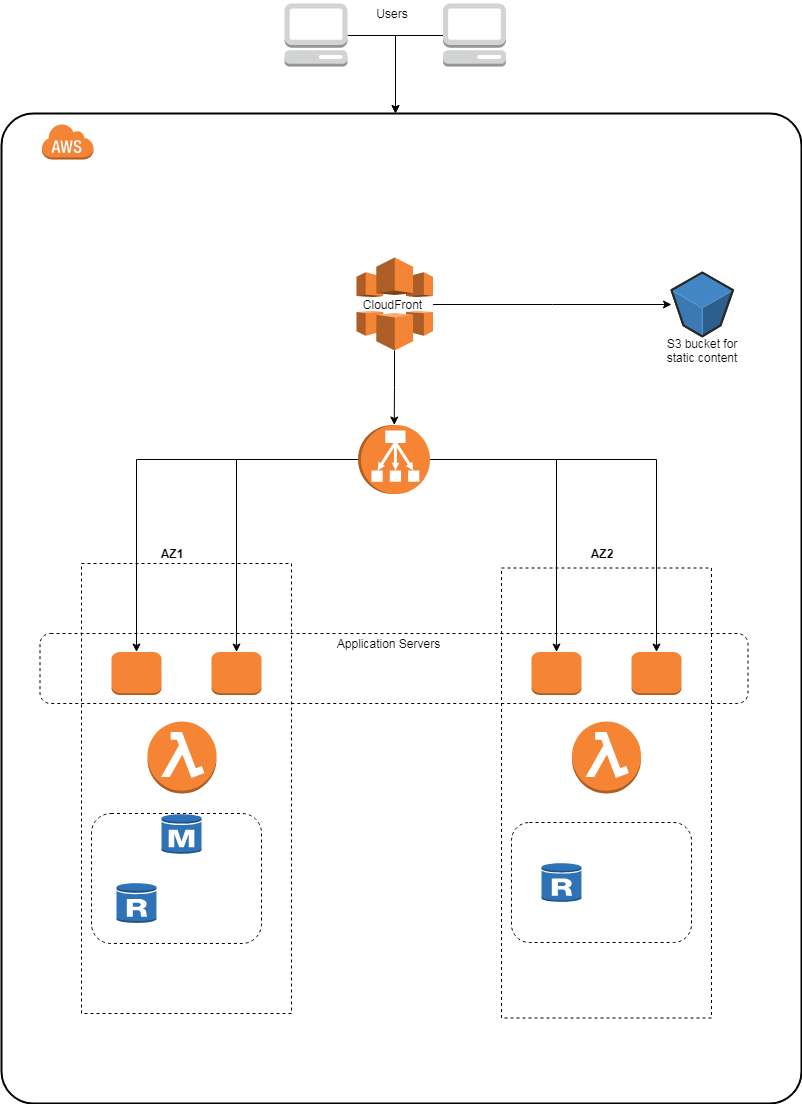 Users
AWS
CloudFront
S3 bucket for
static content
AZ1
AZ2
Application Servers
λ
λ
M
R
R